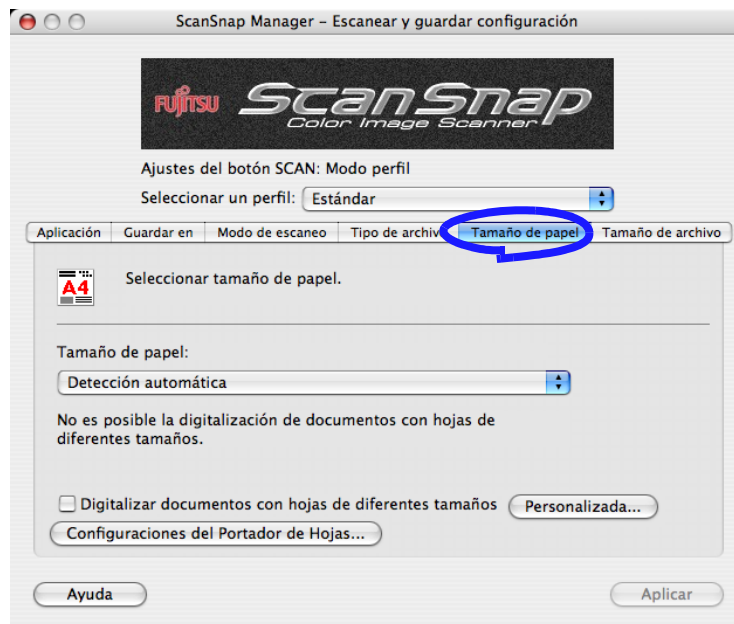 ScanSnap Manager – Escanear y guardar configuración
FUJITSU ScanSnap
Color Image Scanner
Ajustes del botón SCAN: Modo perfil
Seleccionar un perfil: Estándar
Aplicación Guardar en Modo de escaneo Tipo de archiv Tamaño de papel Tamaño de archivo
A4 Seleccionar tamaño de papel.
Tamaño de papel:
Detección automática
No es posible la digitalización de documentos con hojas de
diferentes tamaños.
Digitalizar documentos con hojas de diferentes tamaños Personalizada...
Configuraciones del Portador de Hojas...
Ayuda Aplicar